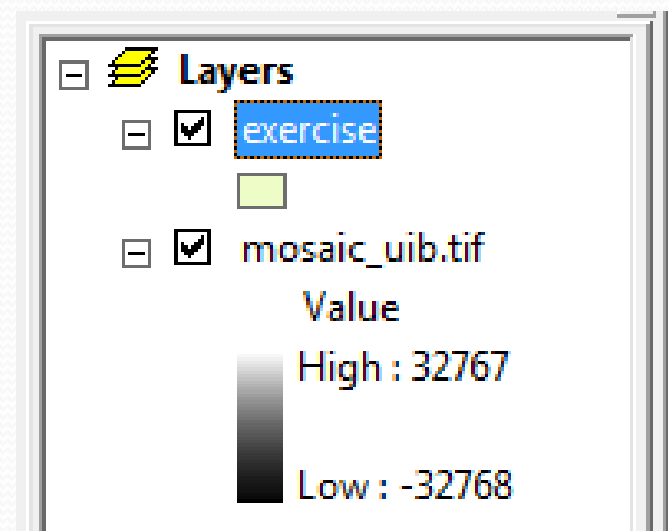 Layers
exercise
mosaic_uib.tif
Value
High : 32767
Low : -32768